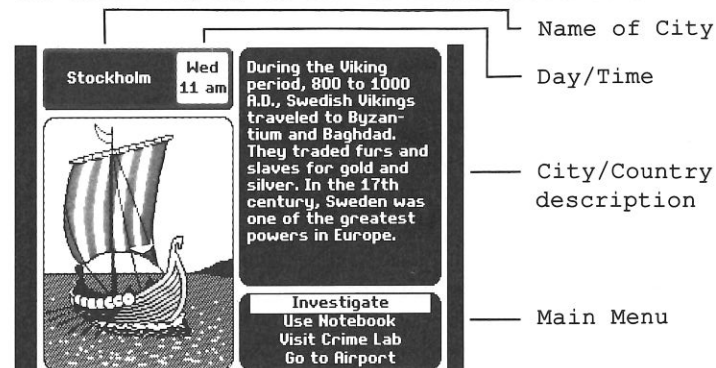 Name of City
Stockholm
Wed
11 am
Day/Time
During the Viking
period, 800 to 1000
A.D., Swedish Vikings
traveled to Byzan-
tium and Baghdad.
They traded furs and
slaves for gold and
silver. In the 17th
century, Sweden was
one of the greatest
powers in Europe.
City/Country
description
Investigate
Use Notebook
Visit Crime Lab
Go to Airport
Main Menu